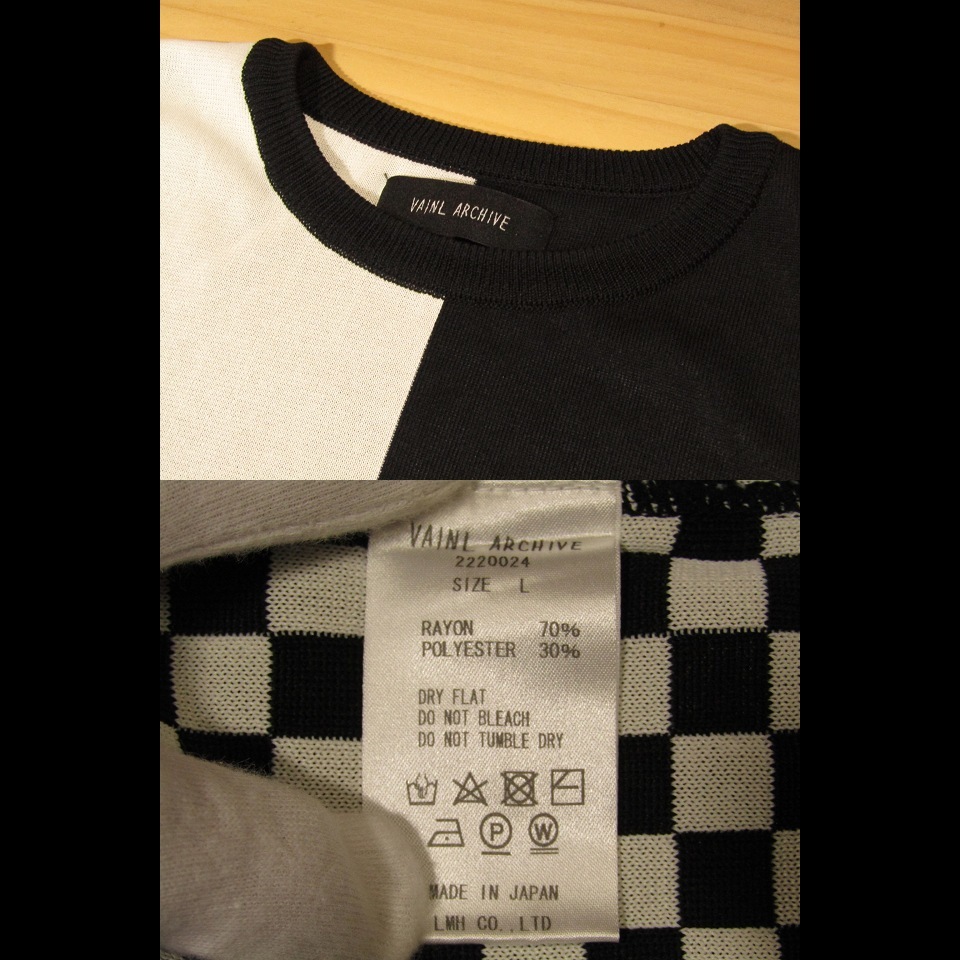 VAINL ARCHIVE
VAINL ARCHIVE
2220024
SIZE L
RAYON 70%
POLYESTER 30%
DRY FLAT
DO NOT BLEACH
DO NOT TUMBLE DRY
P W
MADE IN JAPAN
LMH CO.,LTD